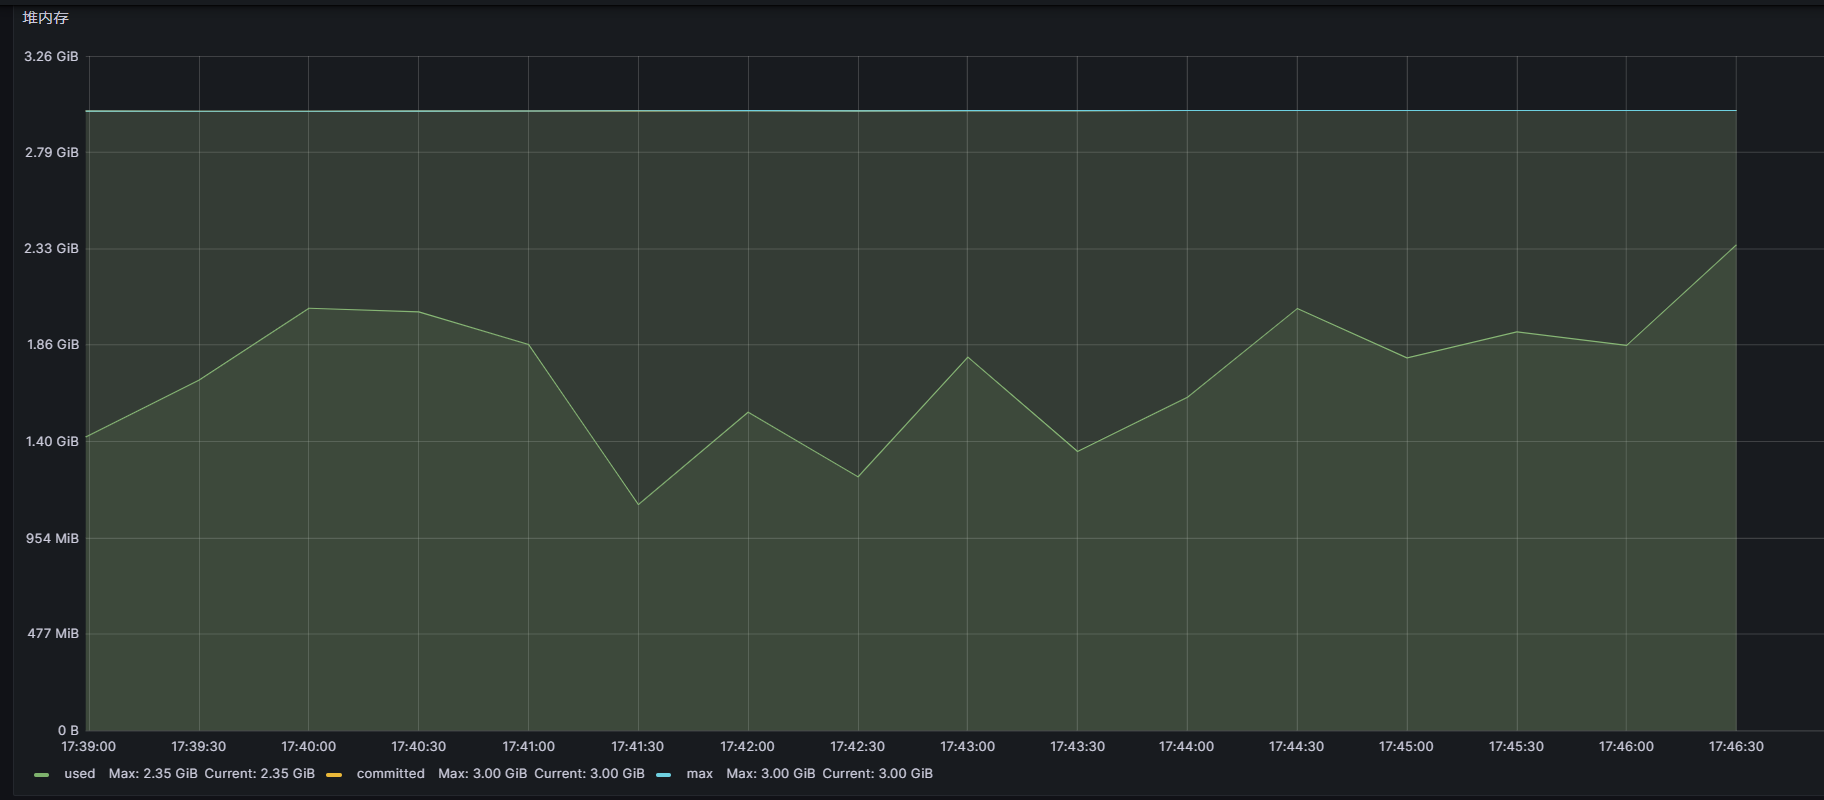 堆内存
3.26 GiB
2.79 GiB
2.33 GiB
1.86 GiB
1.40 GiB
954 MiB
477 MiB
0 B
17:39:00 17:39:30 17:40:00 17:40:30 17:41:00 17:41:30 17:42:00 17:42:30 17:43:00 17:43:30 17:44:00 17:44:30 17:45:00 17:45:30 17:46:00 17:46:30
used Max: 2.35 GiB Current: 2.35 GiB committed Max: 3.00 GiB Current: 3.00 GiB max Max: 3.00 GiB Current: 3.00 GiB